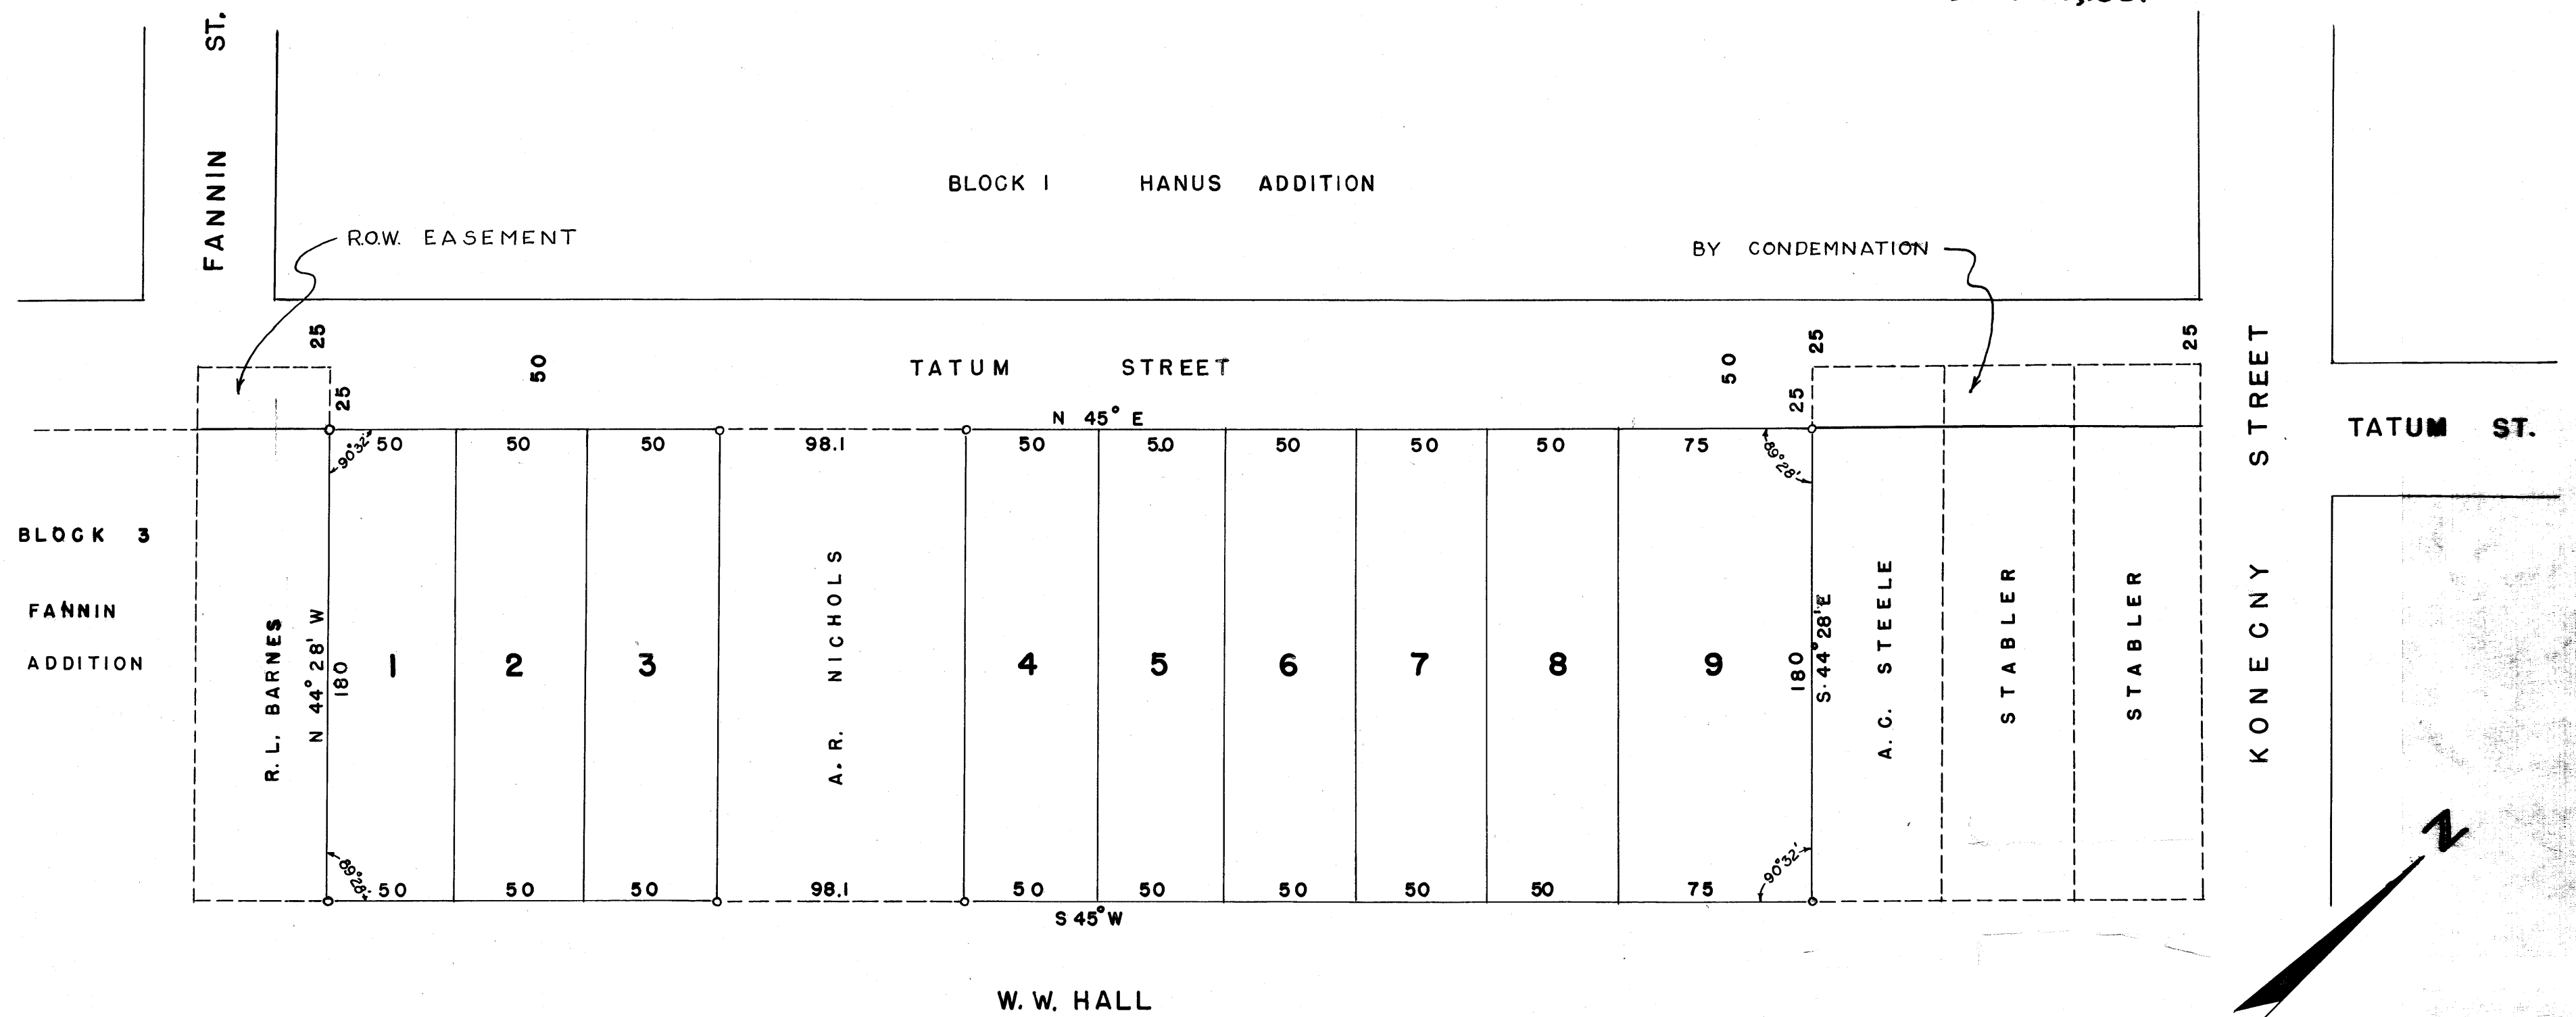 FANNIN ST.
BLOCK 1 HANUS ADDITION
R.O.W. EASEMENT
BY CONDEMNATION
25
25
50
TATUM STREET
50
25
25
25
N 45° E
90°32'
50
50
50
98.1
50
50
50
50
50
75
89°28'
KONECNY STREET
TATUM ST.
BLOCK 3
FANNIN
ADDITION
R. L. BARNES
N 44° 28' W
180
1
2
3
A. R. NICHOLS
4
5
6
7
8
9
180
S 44° 28' E
A. C. STEELE
STABLER
STABLER
89°28'
50
50
50
98.1
50
50
50
50
50
75
90°32'
S 45° W
N
W. W. HALL